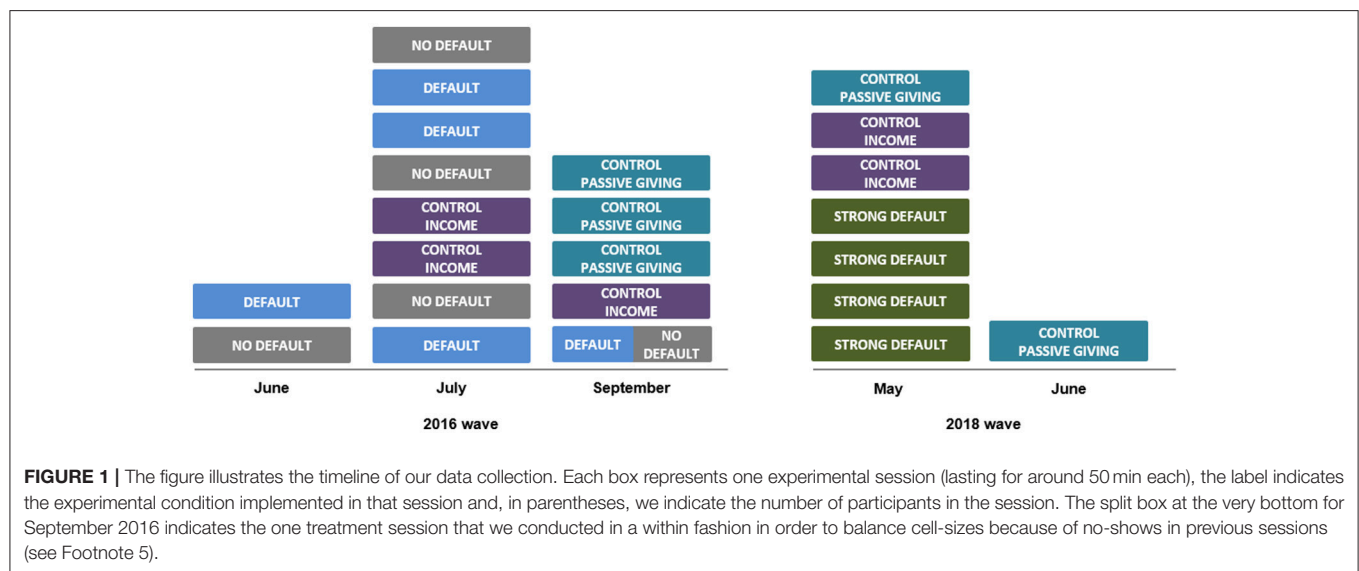 NO DEFAULT
DEFAULT
DEFAULT
NO DEFAULT
CONTROL
INCOME
CONTROL
INCOME
NO DEFAULT
DEFAULT
DEFAULT
NO DEFAULT
CONTROL
PASSIVE GIVING
CONTROL
PASSIVE GIVING
CONTROL
PASSIVE GIVING
CONTROL
INCOME
DEFAULT
NO
DEFAULT
CONTROL
PASSIVE GIVING
CONTROL
INCOME
CONTROL
INCOME
STRONG DEFAULT
STRONG DEFAULT
STRONG DEFAULT
STRONG DEFAULT
CONTROL
PASSIVE GIVING
June
July
September
May
June
2016 wave
2018 wave
FIGURE 1 | The figure illustrates the timeline of our data collection. Each box represents one experimental session (lasting for around 50 min each), the label indicates
the experimental condition implemented in that session and, in parentheses, we indicate the number of participants in the session. The split box at the very bottom for
September 2016 indicates the one treatment session that we conducted in a within fashion in order to balance cell-sizes because of no-shows in previous sessions
(see Footnote 5).